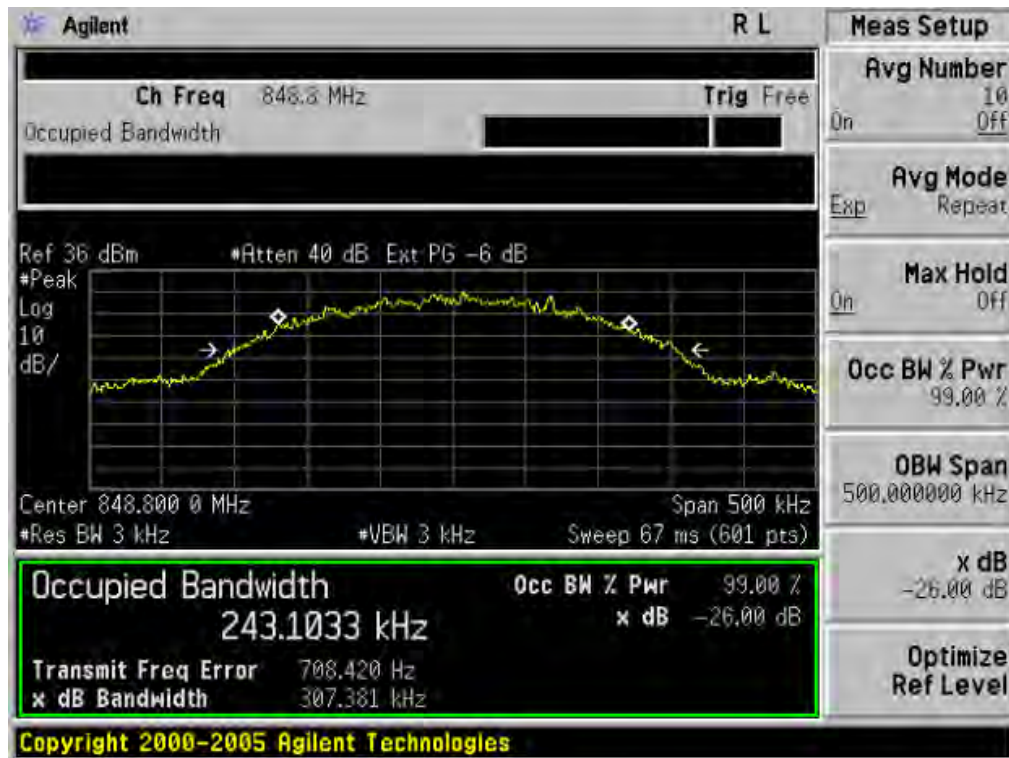 Agilent
R L
Ch Freq 848.8 MHz
Trig Free
Occupied Bandwidth
Ref 36 dBm
#Atten 40 dB
Ext PG -6 dB
#Peak
Log
10
dB/
Center 848.800 0 MHz
Span 500 kHz
#Res BW 3 kHz
#VBW 3 kHz
Sweep 67 ms (601 pts)
Occupied Bandwidth
243.1033 kHz
Occ BW % Pwr 99.00 %
x dB -26.00 dB
Transmit Freq Error 708.420 Hz
x dB Bandwidth 307.381 kHz
Copyright 2000-2005 Agilent Technologies
Meas Setup
Avg Number
10
On Off
Avg Mode
Exp Repeat
Max Hold
On Off
Occ BW % Pwr
99.00 %
OBW Span
500.000000 kHz
x dB
-26.00 dB
Optimize
Ref Level